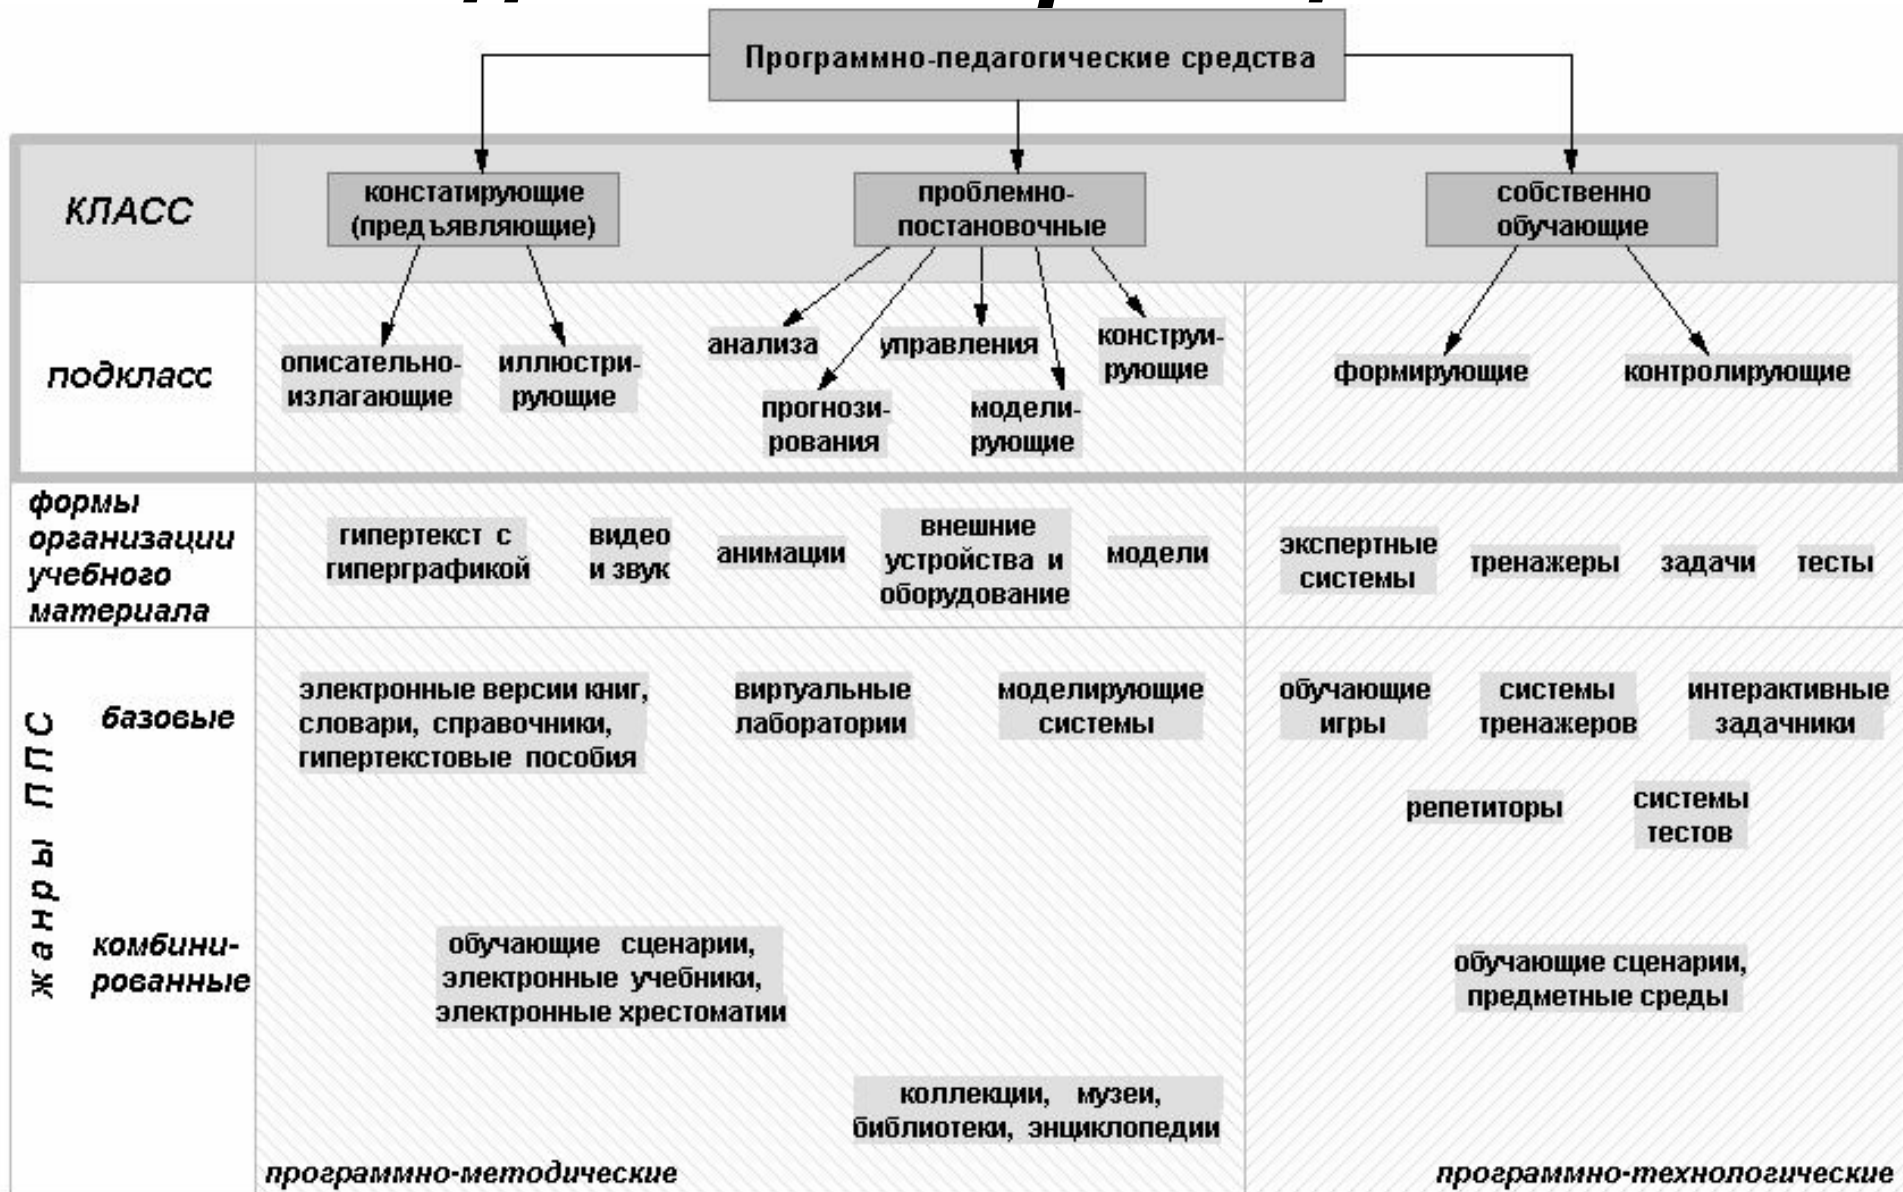 Программно-педагогические средства
КЛАСС
констатирующие
(предъявляющие)
проблемно-
постановочные
собственно
обучающие
подкласс
описательно-
излагающие
иллюстри-
рующие
анализа
прогнози-
рования
управления
модели-
рующие
конструи-
рующие
формирующие
контролирующие
формы
организации
учебного
материала
гипертекст с
гиперграфикой
видео
и звук
анимации
внешние
устройства и
оборудование
модели
экспертные
системы
тренажеры
задачи
тесты
жанры ППС
базовые
электронные версии книг,
словари, справочники,
гипертекстовые пособия
виртуальные
лаборатории
моделирующие
системы
обучающие
игры
системы
тренажеров
интерактивные
задачники
репетиторы
системы
тестов
комбини-
рованные
обучающие сценарии,
электронные учебники,
электронные хрестоматии
обучающие сценарии,
предметные среды
коллекции, музеи,
библиотеки, энциклопедии
программно-методические
программно-технологические